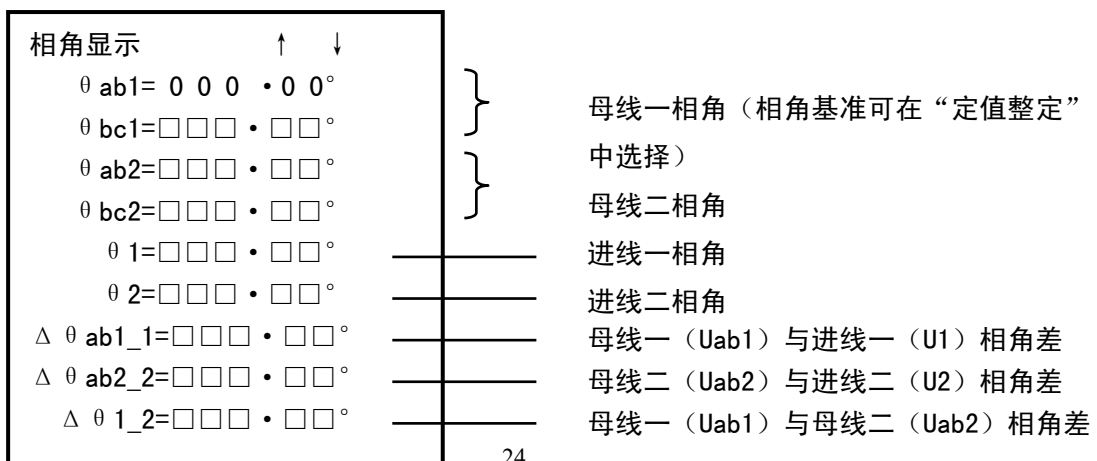 相角显示 ↑ ↓
θab1= 0 0 0 •0 0°
θbc1=□□□•□□°
θab2=□□□•□□°
θbc2=□□□•□□°
θ1=□□□•□□°
θ2=□□□•□□°
Δθab1_1=□□□•□□°
Δθab2_2=□□□•□□°
Δθ1_2=□□□•□□°
母线一相角（相角基准可在“定值整定”
中选择）
母线二相角
进线一相角
进线二相角
母线一（Uab1）与进线一（U1）相角差
母线二（Uab2）与进线二（U2）相角差
母线一（Uab1）与母线二（Uab2）相角差
24